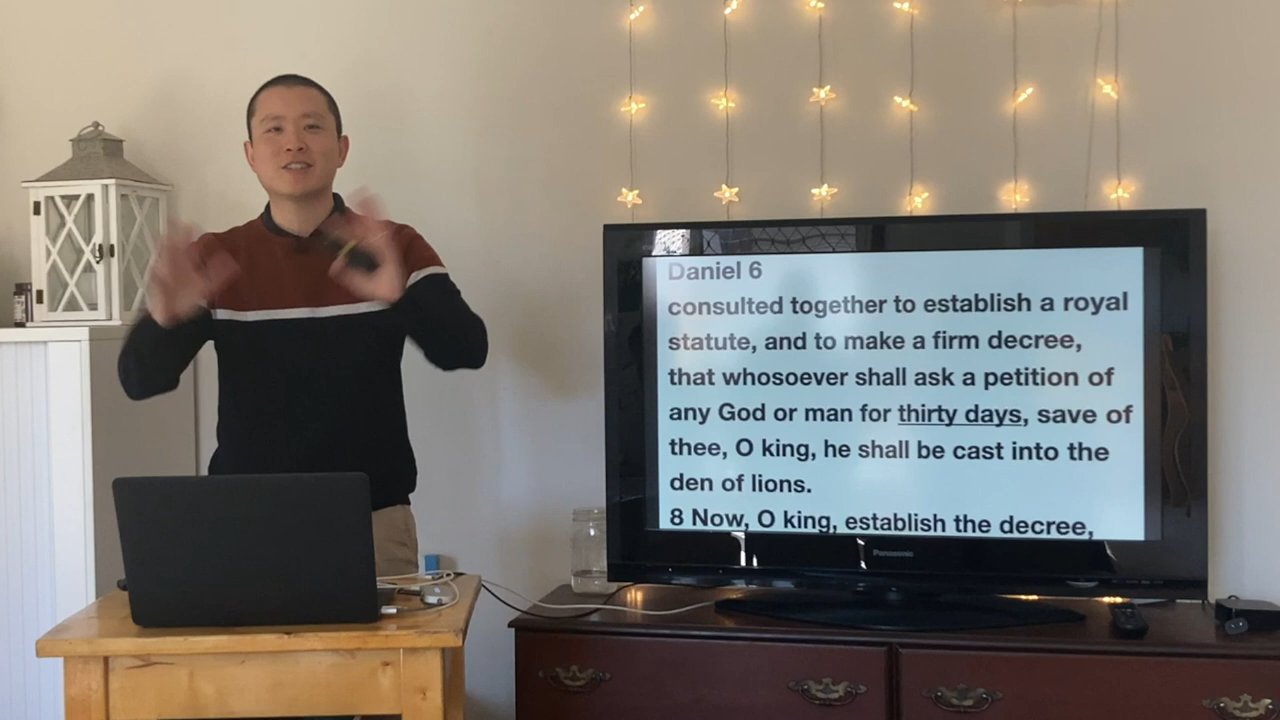 Daniel 6
consulted together to establish a royal
statute, and to make a firm decree,
that whosoever shall ask a petition of
any God or man for thirty days, save of
thee, O king, he shall be cast into the
den of lions.
8 Now, O king, establish the decree,
Panasonic